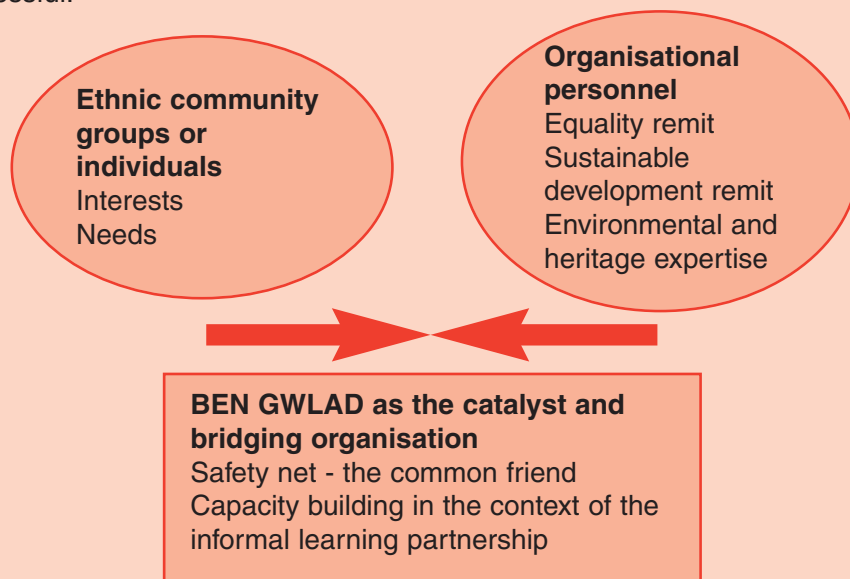 Ethnic community
groups or
individuals
Interests
Needs
Organisational
personnel
Equality remit
Sustainable
development remit
Environmental and
heritage expertise
BEN GWLAD as the catalyst and
bridging organisation
Safety net - the common friend
Capacity building in the context of the
informal learning partnership